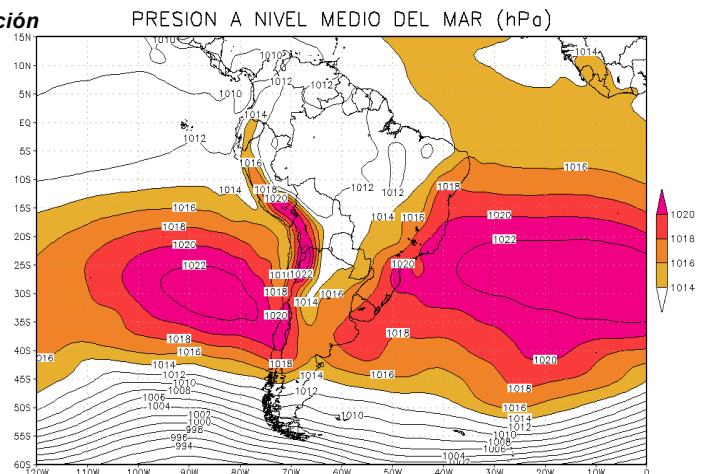 ción
PRESION A NIVEL MEDIO DEL MAR (hPa)
15N
10N
5N
EQ
5S
10S
15S
20S
25S
30S
35S
40S
45S
50S
55S
60S
120W 110W 100W 90W 80W 70W 60W 50W 40W 30W 20W 10W 0
1010 1010 1014
1012 1012
1010
1014
1012
1016 1016
1014 1018 1012 1012 1018
1016 1020 1014 1016 1020
1018
1020 1022
1022 1022 1020
1018 1014 1016
1020
1018 1018
1016 1020
1016 1014 1018
1012 1014 1016 1018
1010 1012
1008 1016
1006 1014
1004 1010 1012
1002 1010
1000 1008
998 1006
996 1004
994 1002
1020
1018
1016
1014